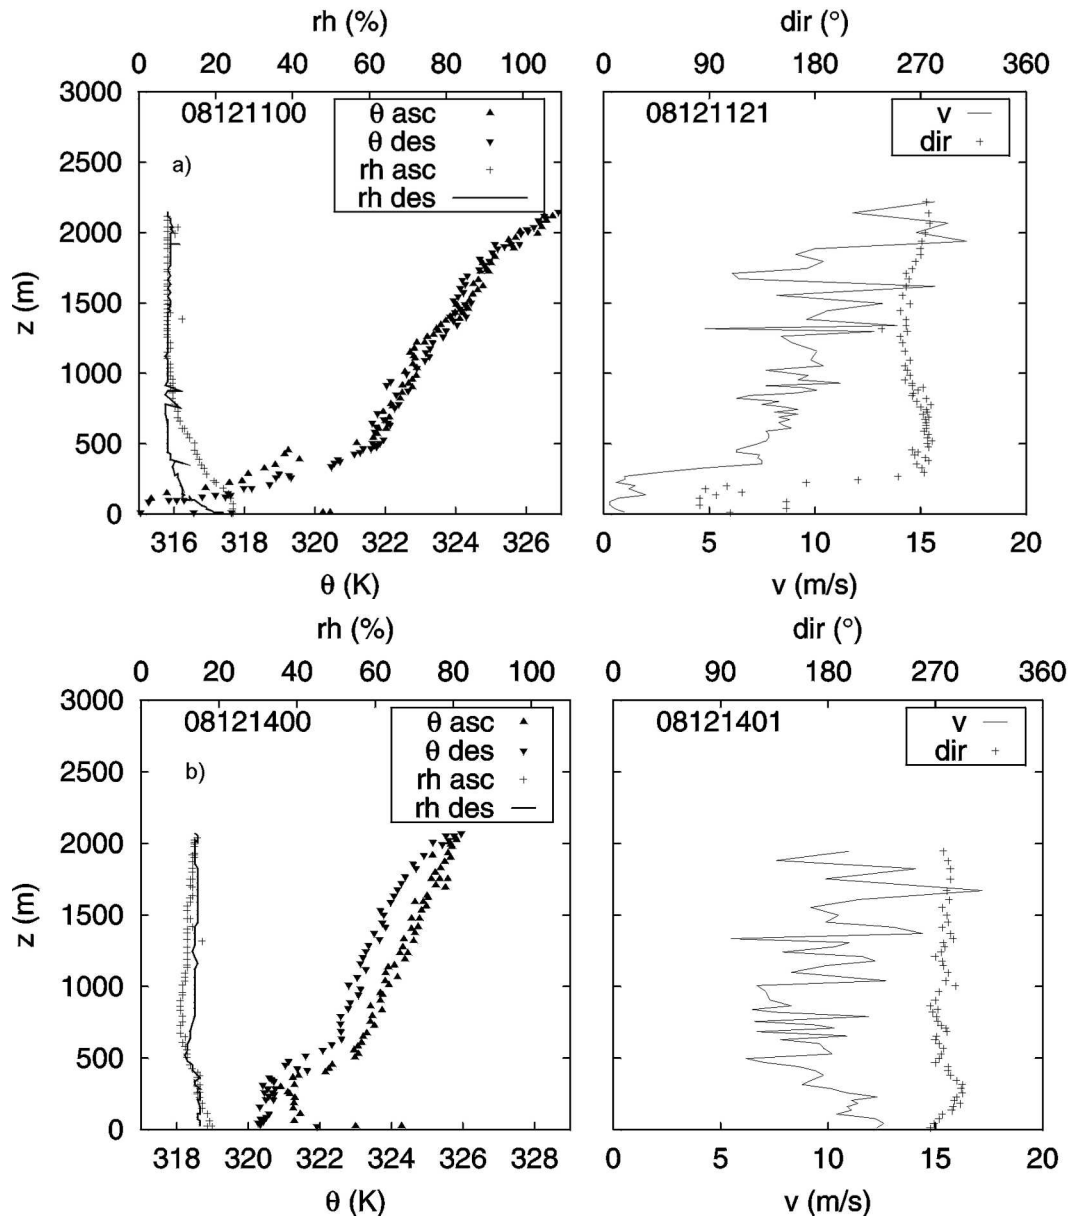 rh (%)
0 20 40 60 80 100
dir (°)
0 90 180 270 360
3000
2500
2000
1500
1000
500
0
z (m)
08121100
a)
θ asc
θ des
rh asc
rh des
316 318 320 322 324 326
θ (K)
08121121
v
dir
0 5 10 15 20
v (m/s)
rh (%)
0 20 40 60 80 100
dir (°)
0 90 180 270 360
3000
2500
2000
1500
1000
500
0
z (m)
08121400
b)
θ asc
θ des
rh asc
rh des
318 320 322 324 326 328
θ (K)
08121401
v
dir
0 5 10 15 20
v (m/s)